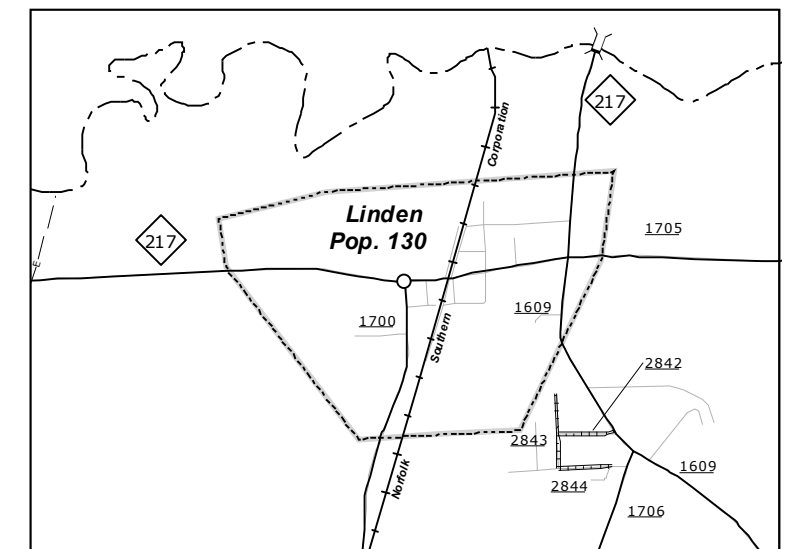 217
Corporation
Linden
Pop. 130
217
1705
E
1700
Southern
1609
2842
2843
Norfolk
2844
1609
1706